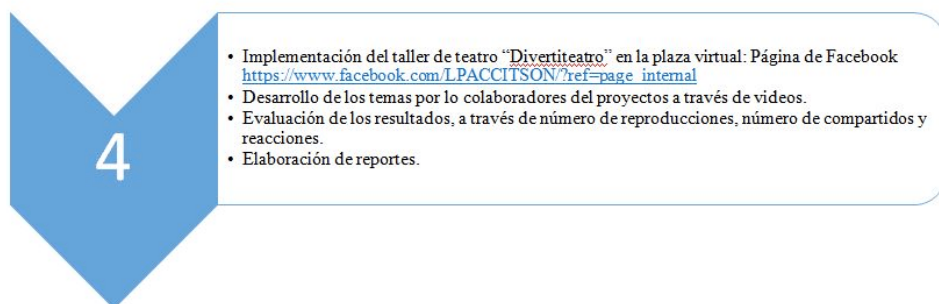 4
• Implementación del taller de teatro “Divertiteatro” en la plaza virtual: Página de Facebook
https://www.facebook.com/LPACCITSON/?ref=page_internal
• Desarrollo de los temas por lo colaboradores del proyectos a través de videos.
• Evaluación de los resultados, a través de número de reproducciones, número de compartidos y
reacciones.
• Elaboración de reportes.